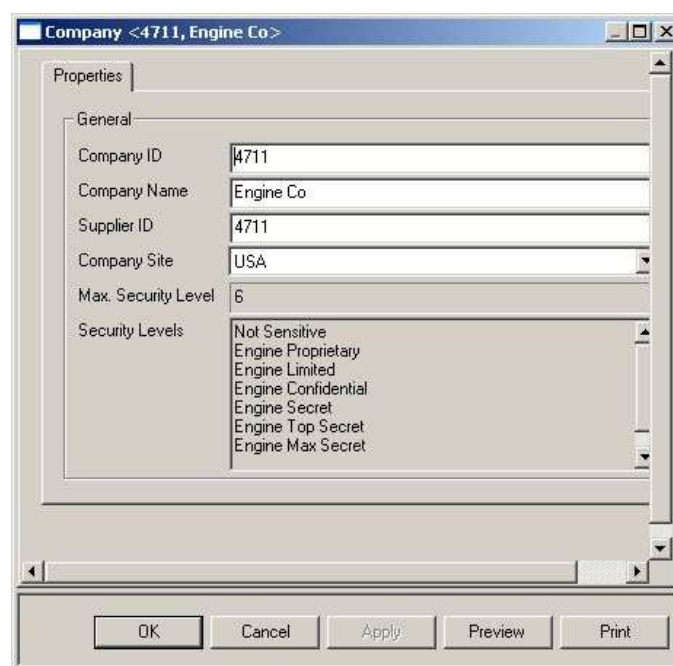 Company <4711, Engine Co>
Properties
General
Company ID 4711
Company Name Engine Co
Supplier ID 4711
Company Site USA
Max. Security Level 6
Security Levels Not Sensitive
Engine Proprietary
Engine Limited
Engine Confidential
Engine Secret
Engine Top Secret
Engine Max Secret
OK Cancel Apply Preview Print